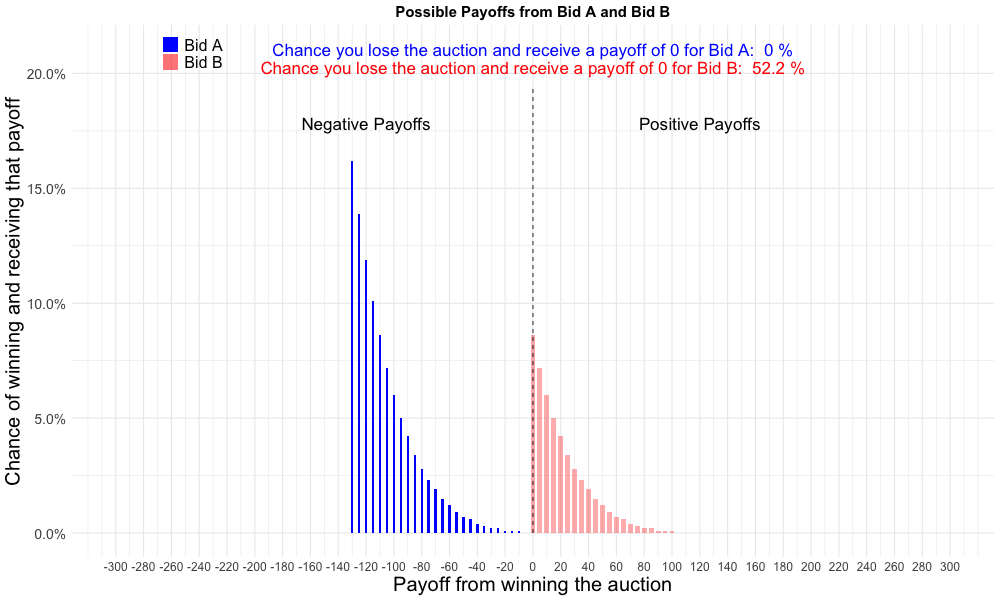 Possible Payoffs from Bid A and Bid B
Bid A
Bid B
Chance you lose the auction and receive a payoff of 0 for Bid A:  0 %
Chance you lose the auction and receive a payoff of 0 for Bid B:  52.2 %
Negative Payoffs
Positive Payoffs
Chance of winning and receiving that payoff
20.0%
15.0%
10.0%
5.0%
0.0%
-300 -280 -260 -240 -220 -200 -180 -160 -140 -120 -100 -80 -60 -40 -20 0 20 40 60 80 100 120 140 160 180 200 220 240 260 280 300
Payoff from winning the auction